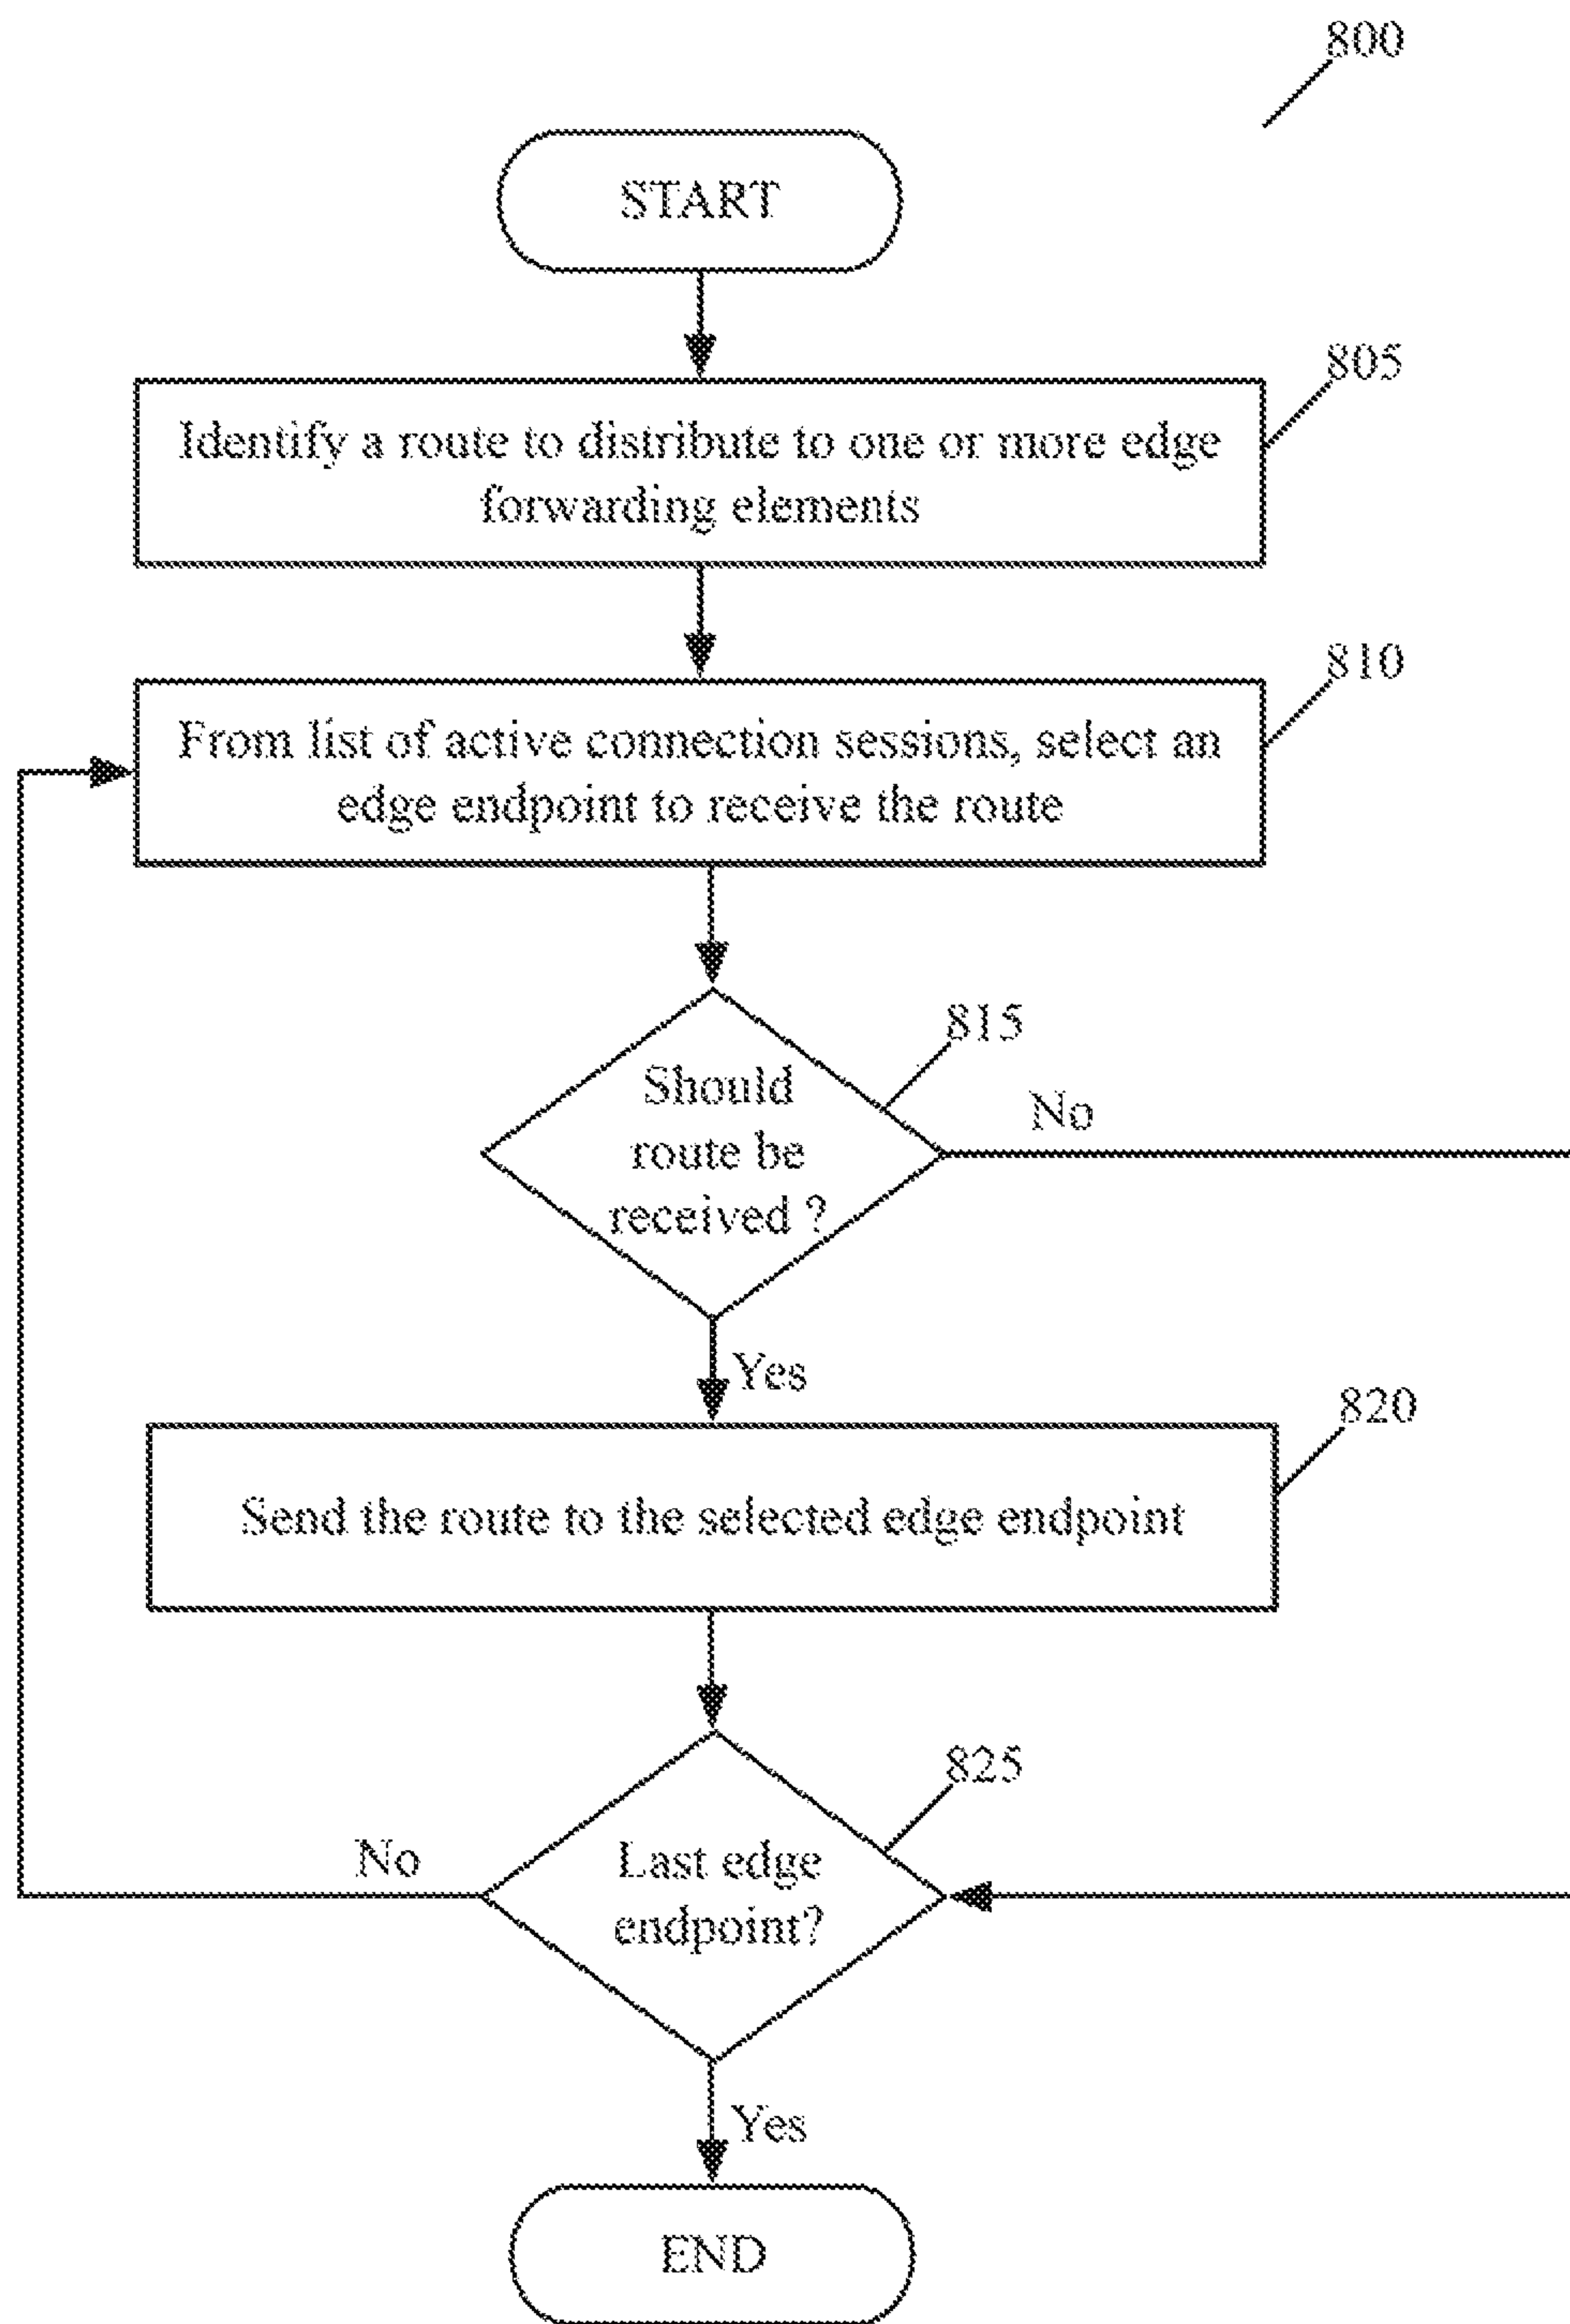 800
START
805
Identify a route to distribute to one or more edge
forwarding elements
810
From list of active connection sessions, select an
edge endpoint to receive the route
815
Should
route be
received ?
No
Yes
820
Send the route to the selected edge endpoint
825
Last edge
endpoint?
No
Yes
END